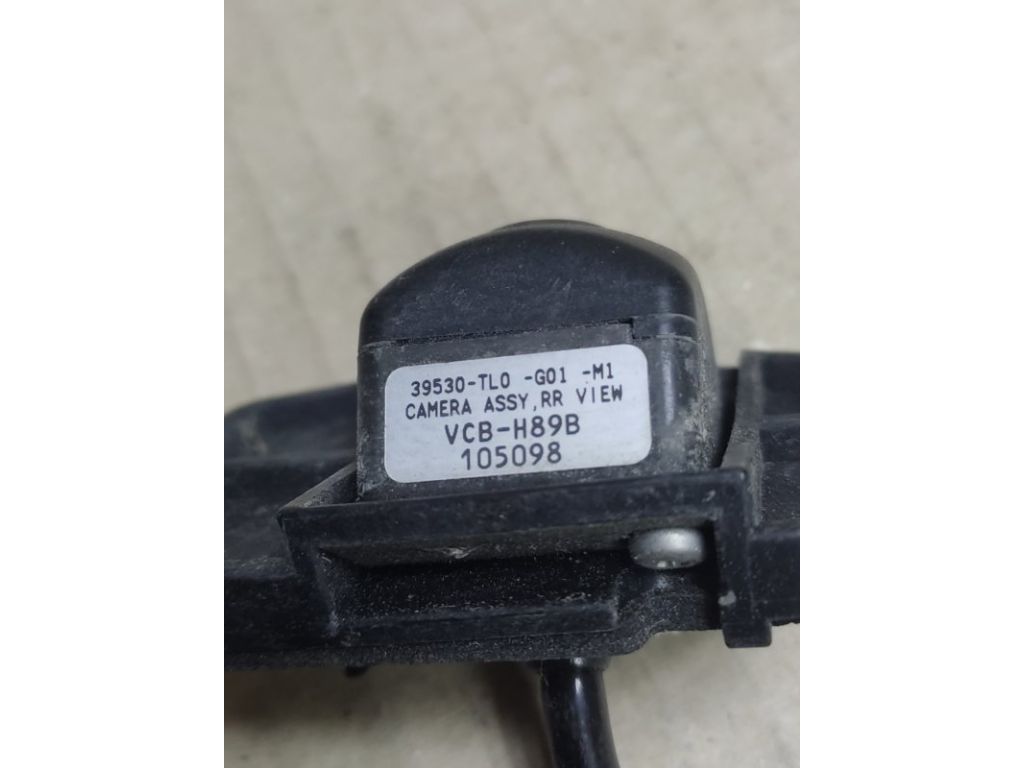 39530-TL0 -G01 -M1
CAMERA ASSY,RR VIEW
VCB-H89B
105098